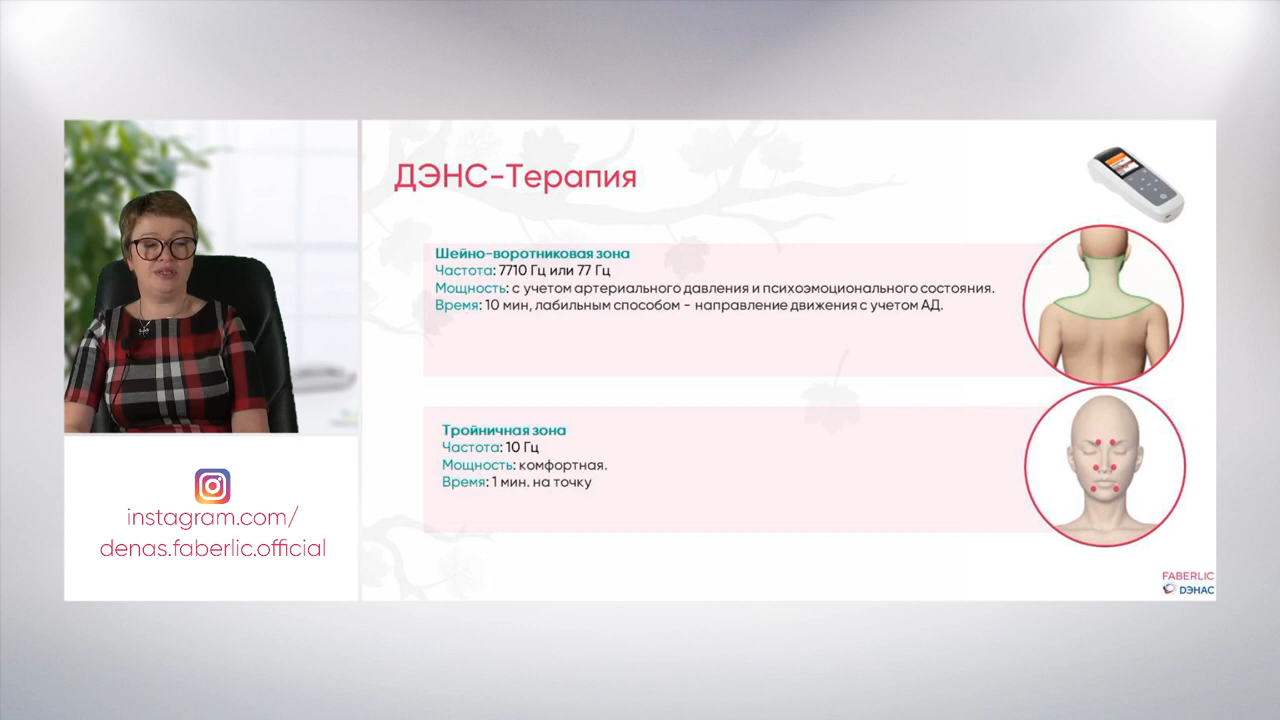 ДЭНС-Терапия
Шейно-воротниковая зона
Частота: 7710 Гц или 77 Гц
Мощность: с учетом артериального давления и психоэмоционального состояния.
Время: 10 мин, лабильным способом - направление движения с учетом АД.
Тройничная зона
Частота: 10 Гц
Мощность: комфортная.
Время: 1 мин. на точку
instagram.com/
denas.faberlic.official
FABERLIC
DЭНАС